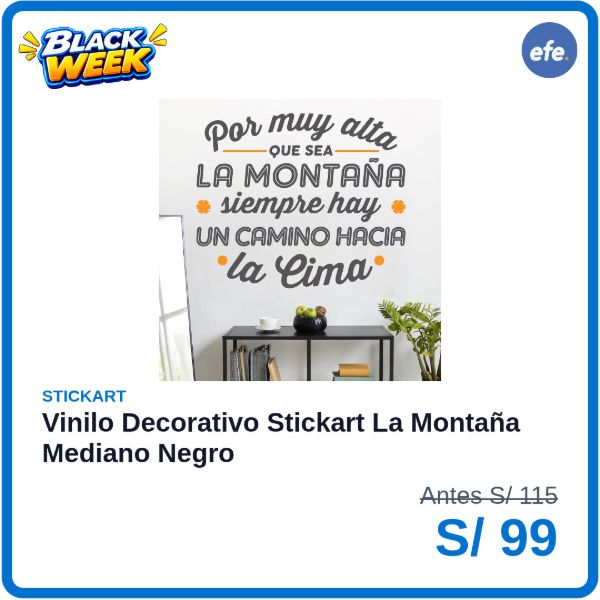 BLACK
WEEK
efe.
Por muy alta
QUE SEA
LA MONTAÑA
siempre hay
UN CAMINO HACIA
la Cima
STICKART
Vinilo Decorativo Stickart La Montaña
Mediano Negro
Antes S/ 115
S/ 99